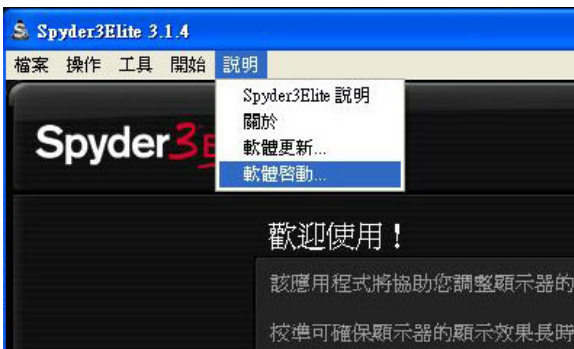 Spyder3Elite 3.1.4
檔案 操作 工具 開始 說明
Spyder3Elite 說明
關於
軟體更新...
軟體啓動...
Spyder3E
歡迎使用！
該應用程式將協助您調整顯示器的
校準可確保顯示器的顯示效果長時